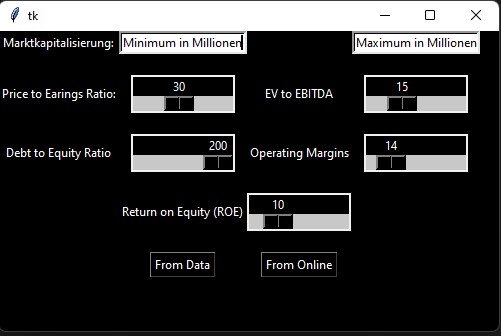 tk
Marktkapitalisierung: Minimum in Millionen Maximum in Millionen
30 15
Price to Earings Ratio: EV to EBITDA
200 14
Debt to Equity Ratio Operating Margins
10
Return on Equity (ROE)
From Data From Online